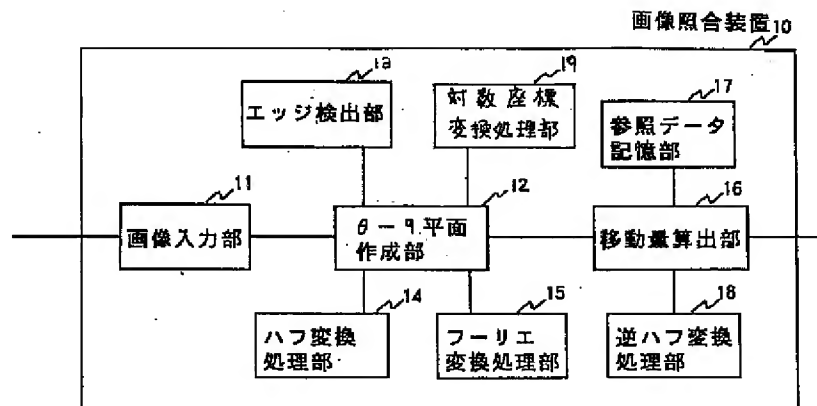 画像照合装置 10
13
エッジ検出部
19
対数座標
変換処理部
17
参照データ
記憶部
11
画像入力部
12
θ-q平面
作成部
16
移動量算出部
14
ハフ変換
処理部
15
フーリエ
変換処理部
18
逆ハフ変換
処理部